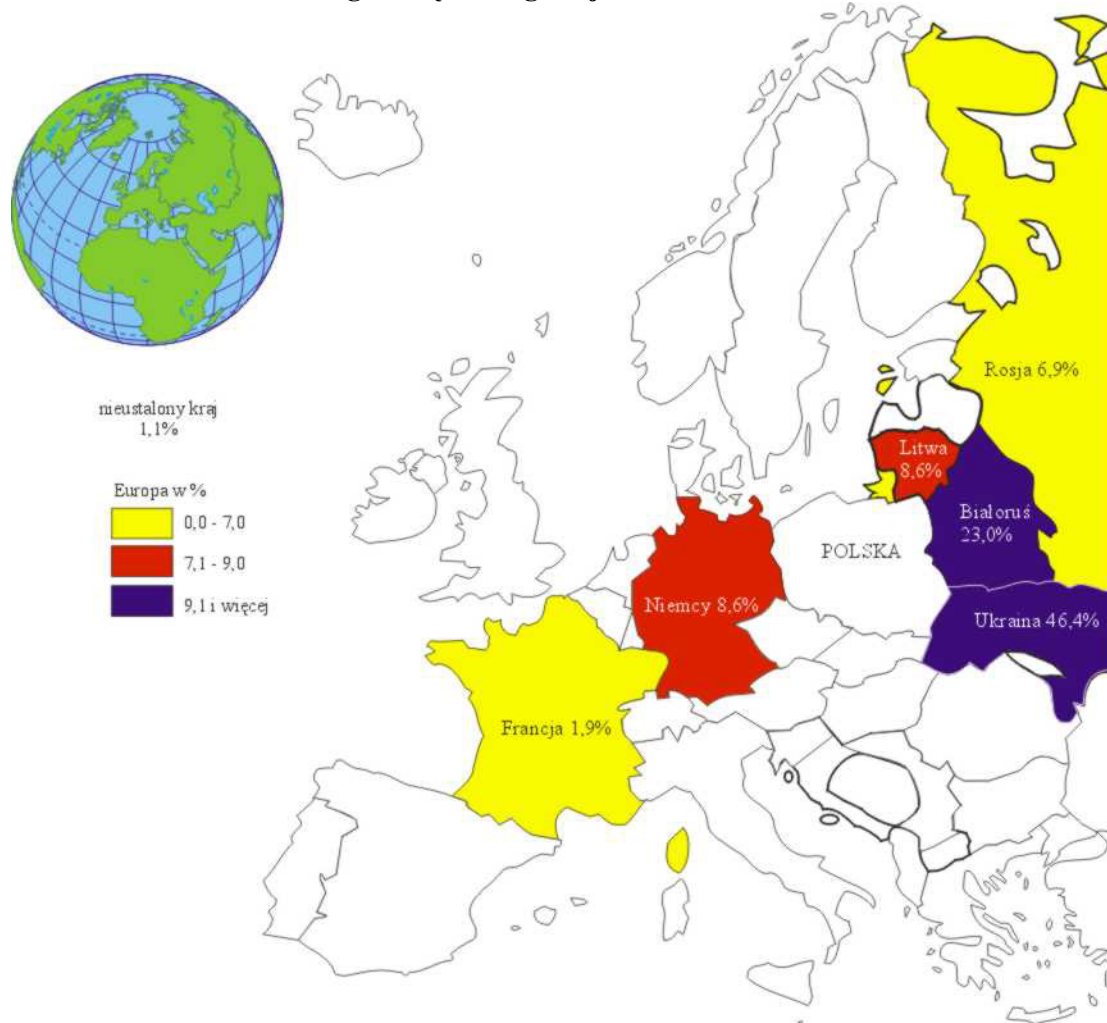 nieustalony kraj
1,1%
Europa w %
0,0 - 7,0
7,1 - 9,0
9,1 i więcej
Rosja 6,9%
Litwa
8,6%
Białoruś
23,0%
POLSKA
Niemcy 8,6%
Ukraina 46,4%
Francja 1,9%